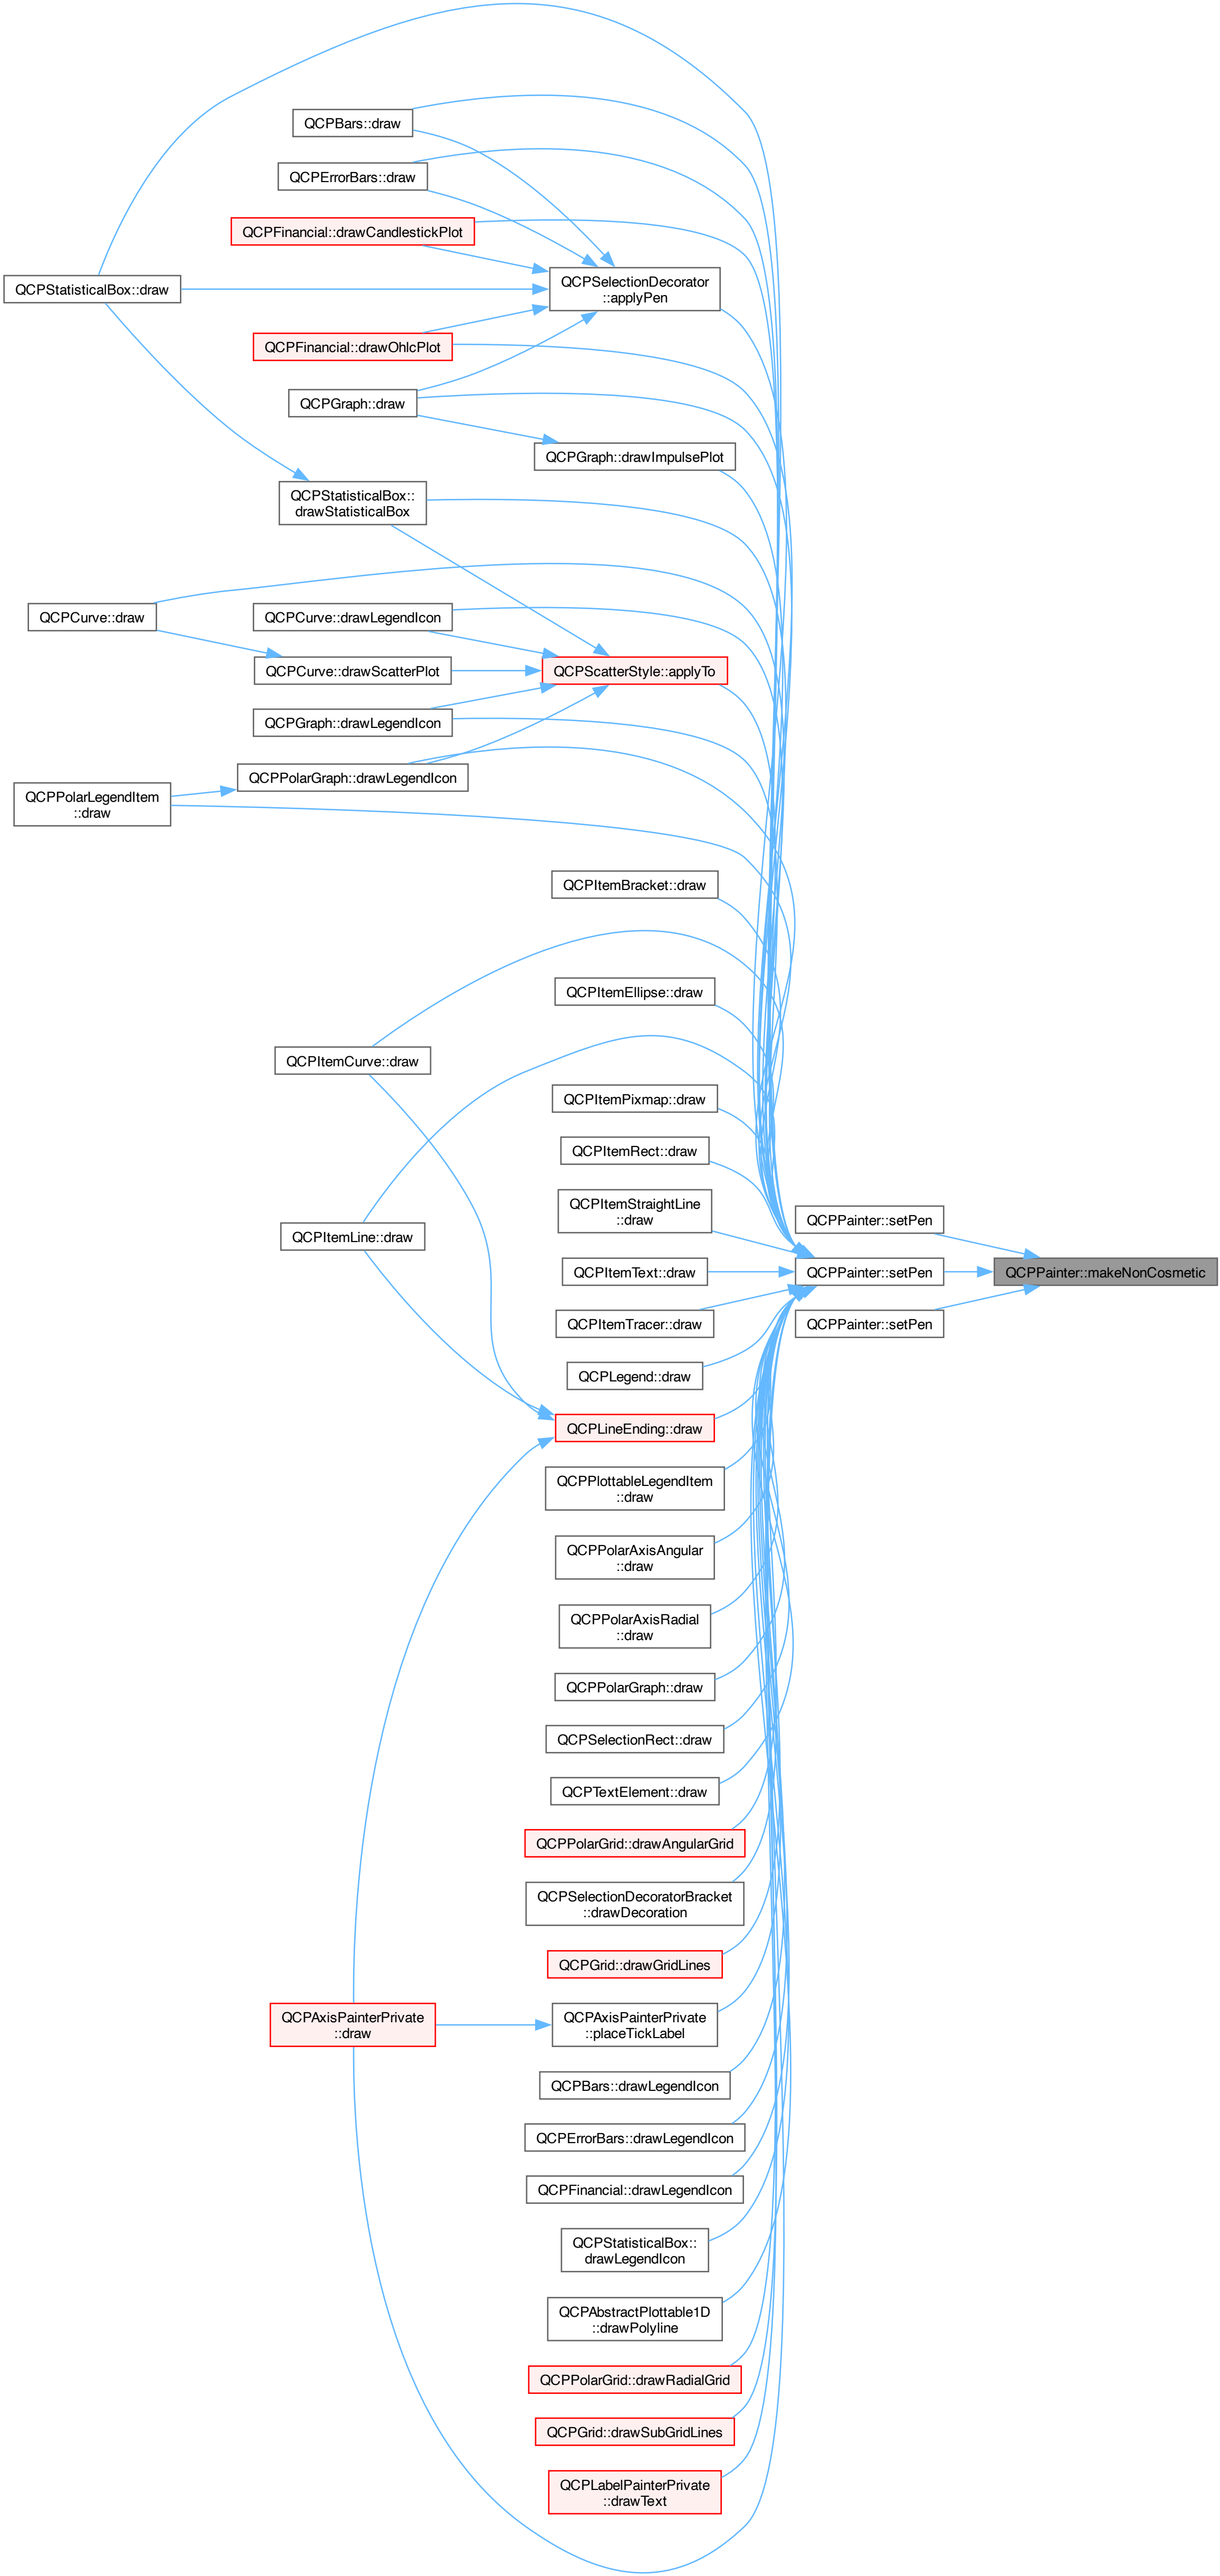 QCPBars::draw
QCPErrorBars::draw
QCPFinancial::drawCandlestickPlot
QCPSelectionDecorator
::applyPen
QCPStatisticalBox::draw
QCPFinancial::drawOhlcPlot
QCPGraph::draw
QCPGraph::drawImpulsePlot
QCPStatisticalBox::
drawStatisticalBox
QCPCurve::draw
QCPCurve::drawLegendIcon
QCPCurve::drawScatterPlot
QCPScatterStyle::applyTo
QCPGraph::drawLegendIcon
QCPPolarGraph::drawLegendIcon
QCPPolarLegendItem
::draw
QCPItemBracket::draw
QCPItemEllipse::draw
QCPItemCurve::draw
QCPItemPixmap::draw
QCPItemRect::draw
QCPItemStraightLine
::draw
QCPPainter::setPen
QCPItemLine::draw
QCPItemText::draw
QCPPainter::setPen
QCPPainter::makeNonCosmetic
QCPItemTracer::draw
QCPPainter::setPen
QCPLegend::draw
QCPLineEnding::draw
QCPPlottableLegendItem
::draw
QCPPolarAxisAngular
::draw
QCPPolarAxisRadial
::draw
QCPPolarGraph::draw
QCPSelectionRect::draw
QCPTextElement::draw
QCPPolarGrid::drawAngularGrid
QCPSelectionDecoratorBracket
::drawDecoration
QCPGrid::drawGridLines
QCPAxisPainterPrivate
::draw
QCPAxisPainterPrivate
::placeTickLabel
QCPBars::drawLegendIcon
QCPErrorBars::drawLegendIcon
QCPFinancial::drawLegendIcon
QCPStatisticalBox::
drawLegendIcon
QCPAbstractPlottable1D
::drawPolyline
QCPPolarGrid::drawRadialGrid
QCPGrid::drawSubGridLines
QCPLabelPainterPrivate
::drawText